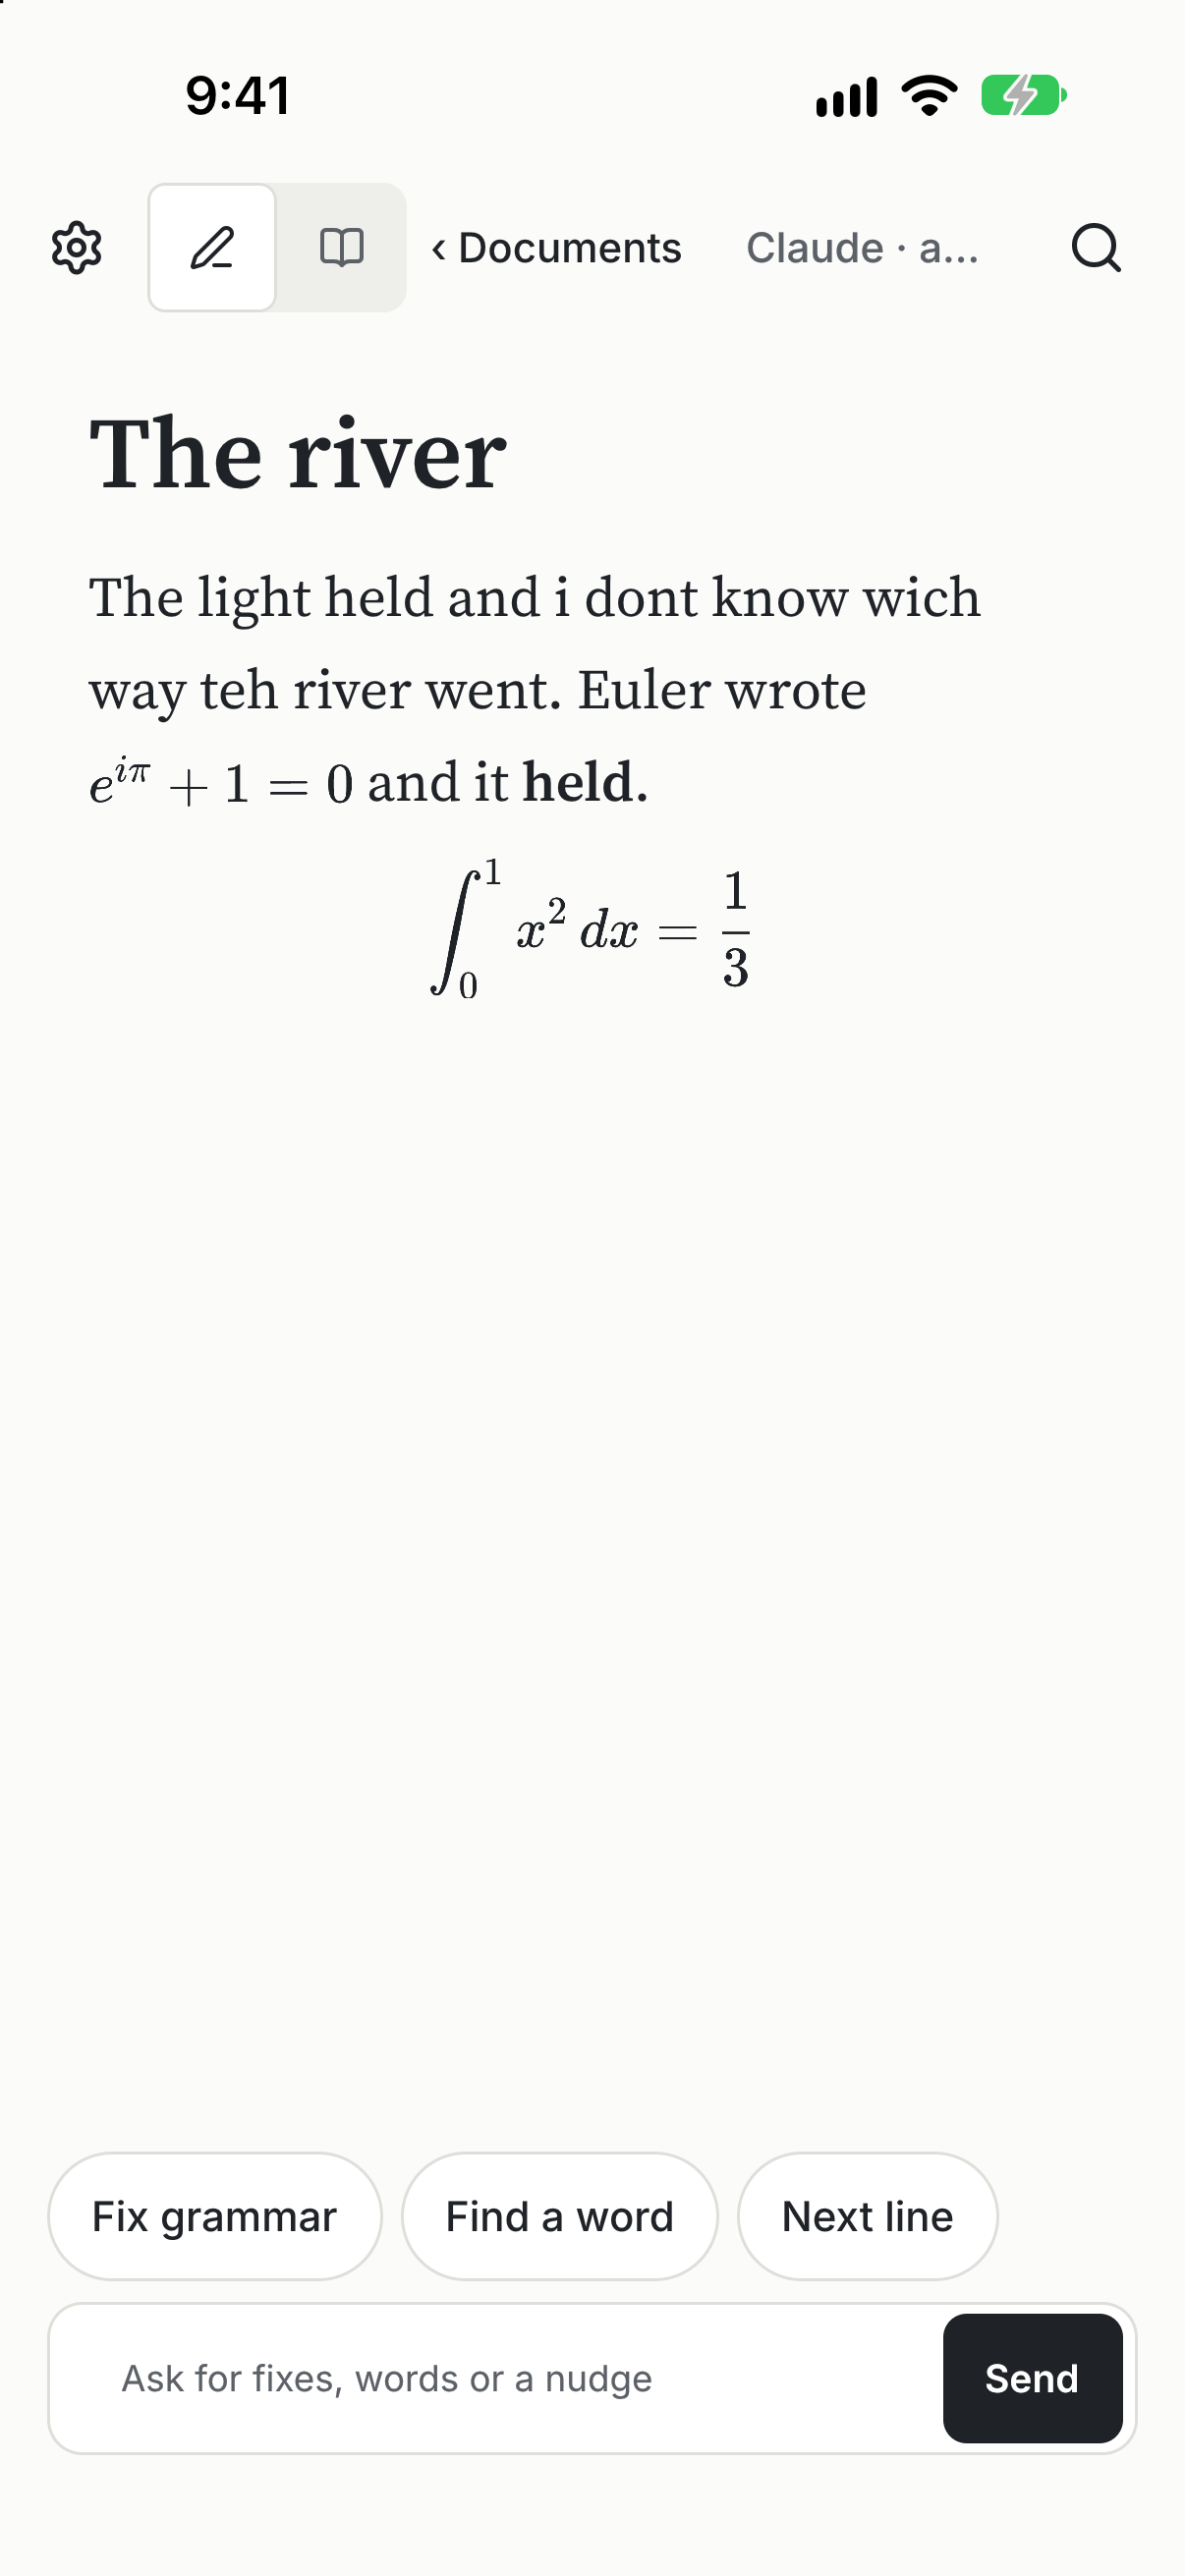 9:41
‹ Documents
Claude · a...
The river
The light held and i dont know wich
way teh river went. Euler wrote
e^{iπ} + 1 = 0 and it held.
∫_0^1 x^2 dx = 1/3
Fix grammar
Find a word
Next line
Ask for fixes, words or a nudge
Send